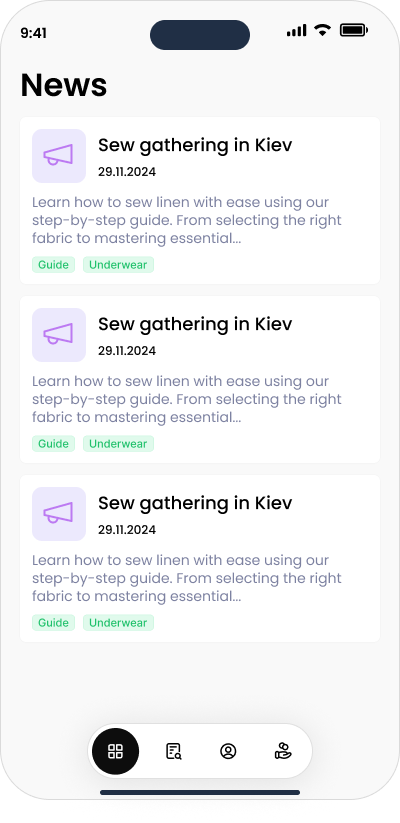 9:41
News
Sew gathering in Kiev
29.11.2024
Learn how to sew linen with ease using our
step-by-step guide. From selecting the right
fabric to mastering essential...
Guide Underwear
Sew gathering in Kiev
29.11.2024
Learn how to sew linen with ease using our
step-by-step guide. From selecting the right
fabric to mastering essential...
Guide Underwear
Sew gathering in Kiev
29.11.2024
Learn how to sew linen with ease using our
step-by-step guide. From selecting the right
fabric to mastering essential...
Guide Underwear